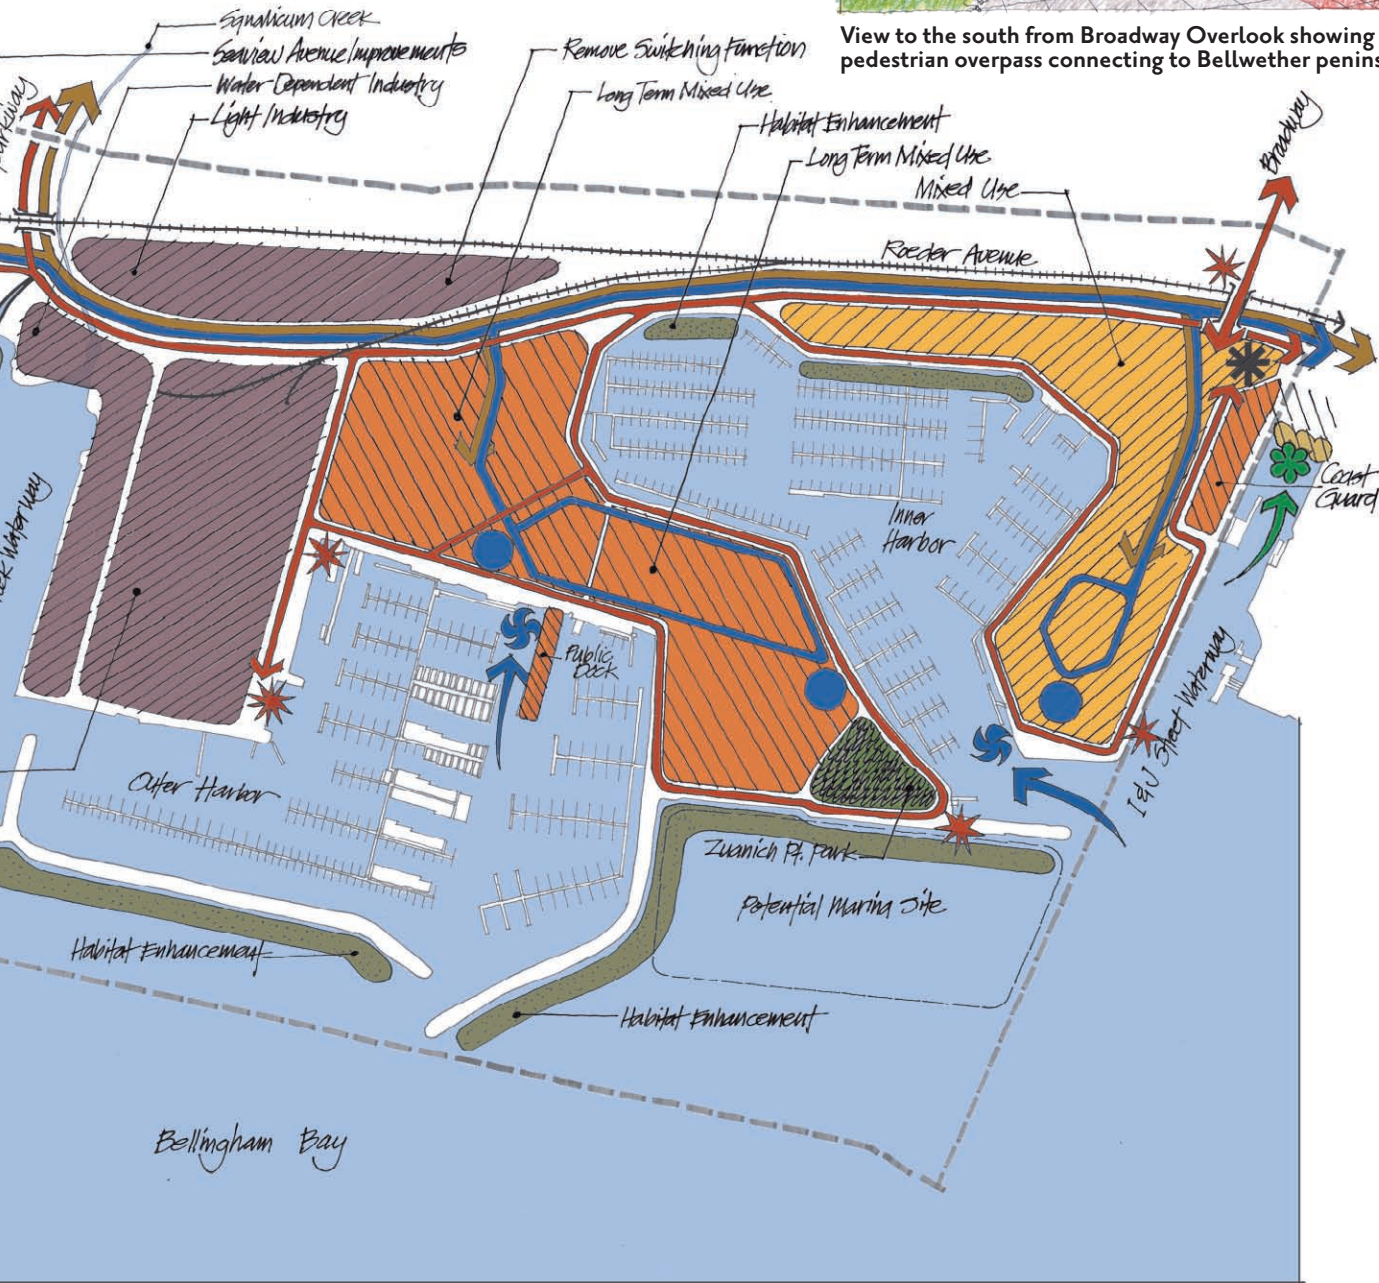 View to the south from Broadway Overlook showing
pedestrian overpass connecting to Bellwether penins
Squalicum Creek
Seaview Avenue Improvements
Water Dependent Industry
Light Industry
Remove Switching Function
Long Term Mixed Use
Habitat Enhancement
Long Term Mixed Use
Mixed Use
Broadway
Roeder Avenue
Coast
Guard
Inner
Harbor
Waterway
Public
Dock
I & J Street Waterway
Outer Harbor
Zuanich Pt. Park
Potential Marina Site
Habitat Enhancement
Habitat Enhancement
Bellingham Bay